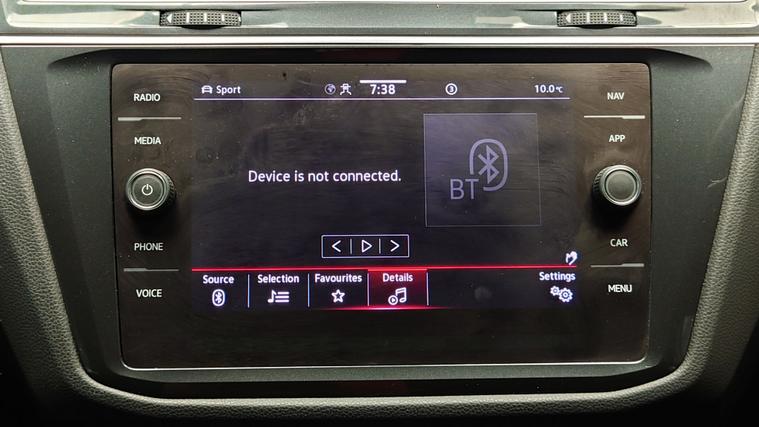 RADIO
MEDIA
PHONE
VOICE
Sport
7:38
3
10.0°C
Device is not connected.
BT
Source
Selection
Favourites
Details
Settings
NAV
APP
CAR
MENU